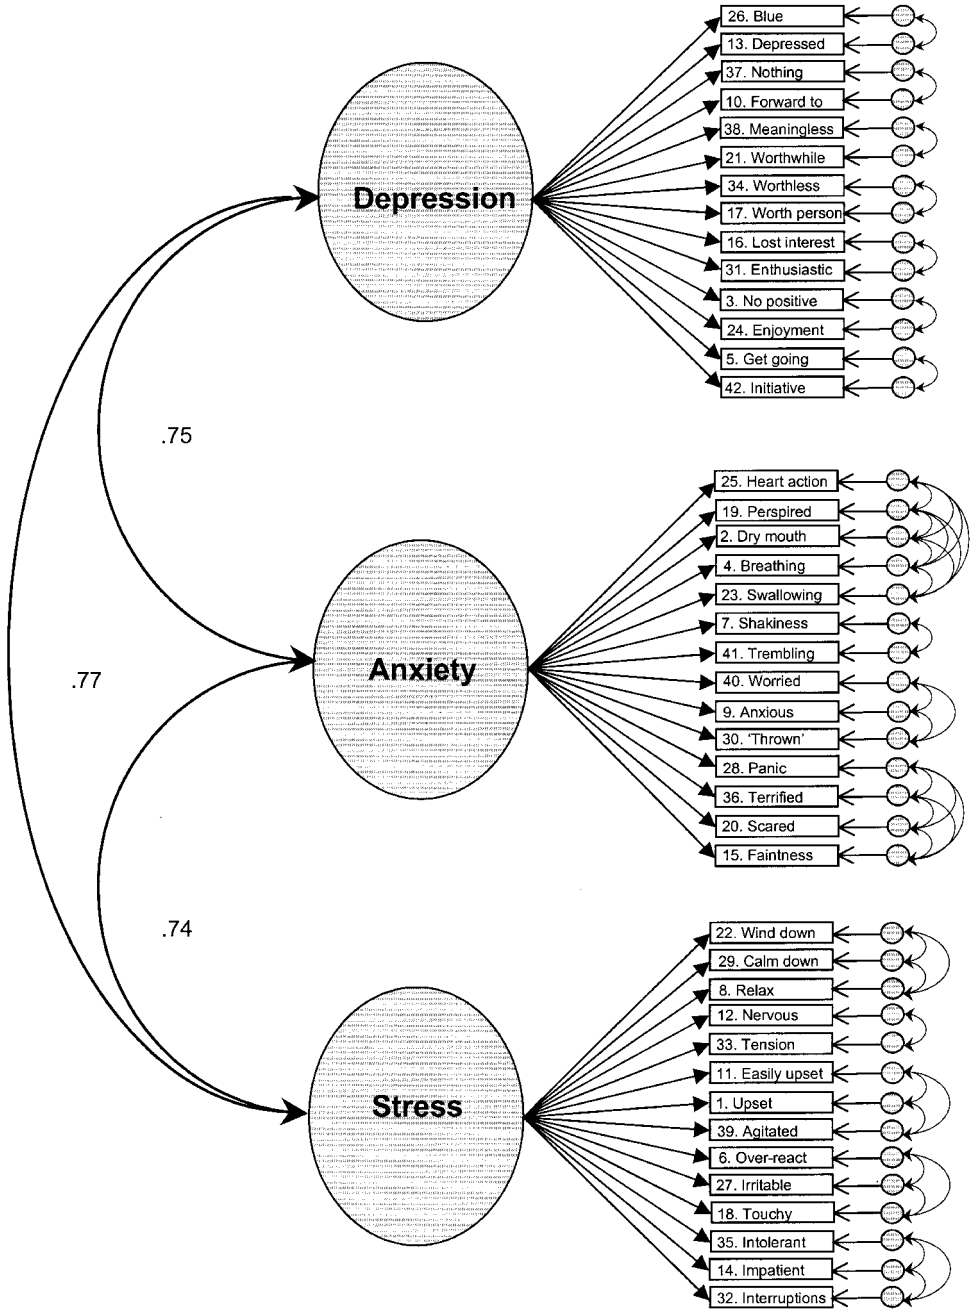 26. Blue
13. Depressed
37. Nothing
10. Forward to
38. Meaningless
21. Worthwhile
34. Worthless
17. Worth person
16. Lost interest
31. Enthusiastic
3. No positive
24. Enjoyment
5. Get going
42. Initiative
Depression
.75
25. Heart action
19. Perspired
2. Dry mouth
4. Breathing
23. Swallowing
7. Shakiness
41. Trembling
40. Worried
9. Anxious
30. ‘Thrown’
28. Panic
36. Terrified
20. Scared
15. Faintness
Anxiety
.77
.74
22. Wind down
29. Calm down
8. Relax
12. Nervous
33. Tension
11. Easily upset
1. Upset
39. Agitated
6. Over-react
27. Irritable
18. Touchy
35. Intolerant
14. Impatient
32. Interruptions
Stress